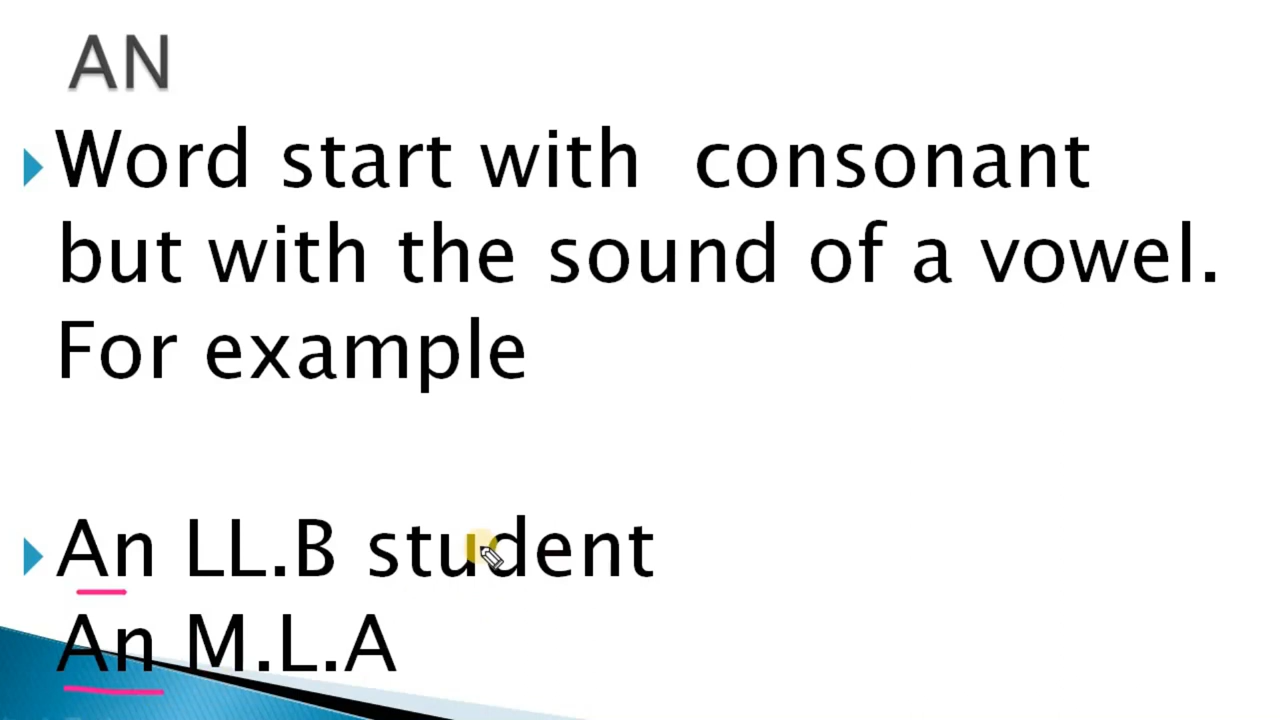 AN
Word start with consonant
but with the sound of a vowel.
For example
An LL.B student
An M.L.A